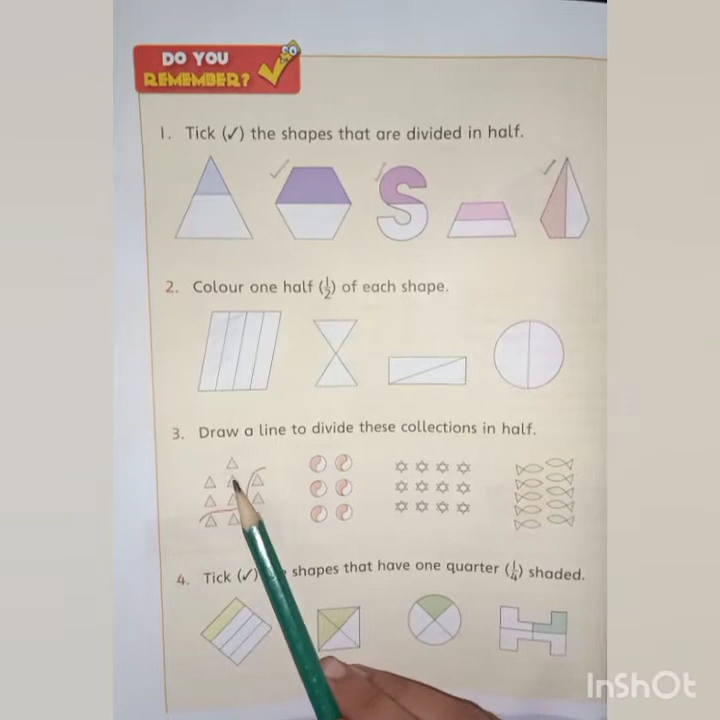 DO YOU
REMEMBER?
1. Tick (✓) the shapes that are divided in half.
2. Colour one half (1/2) of each shape.
3. Draw a line to divide these collections in half.
4. Tick (✓) shapes that have one quarter (1/4) shaded.
InShOt